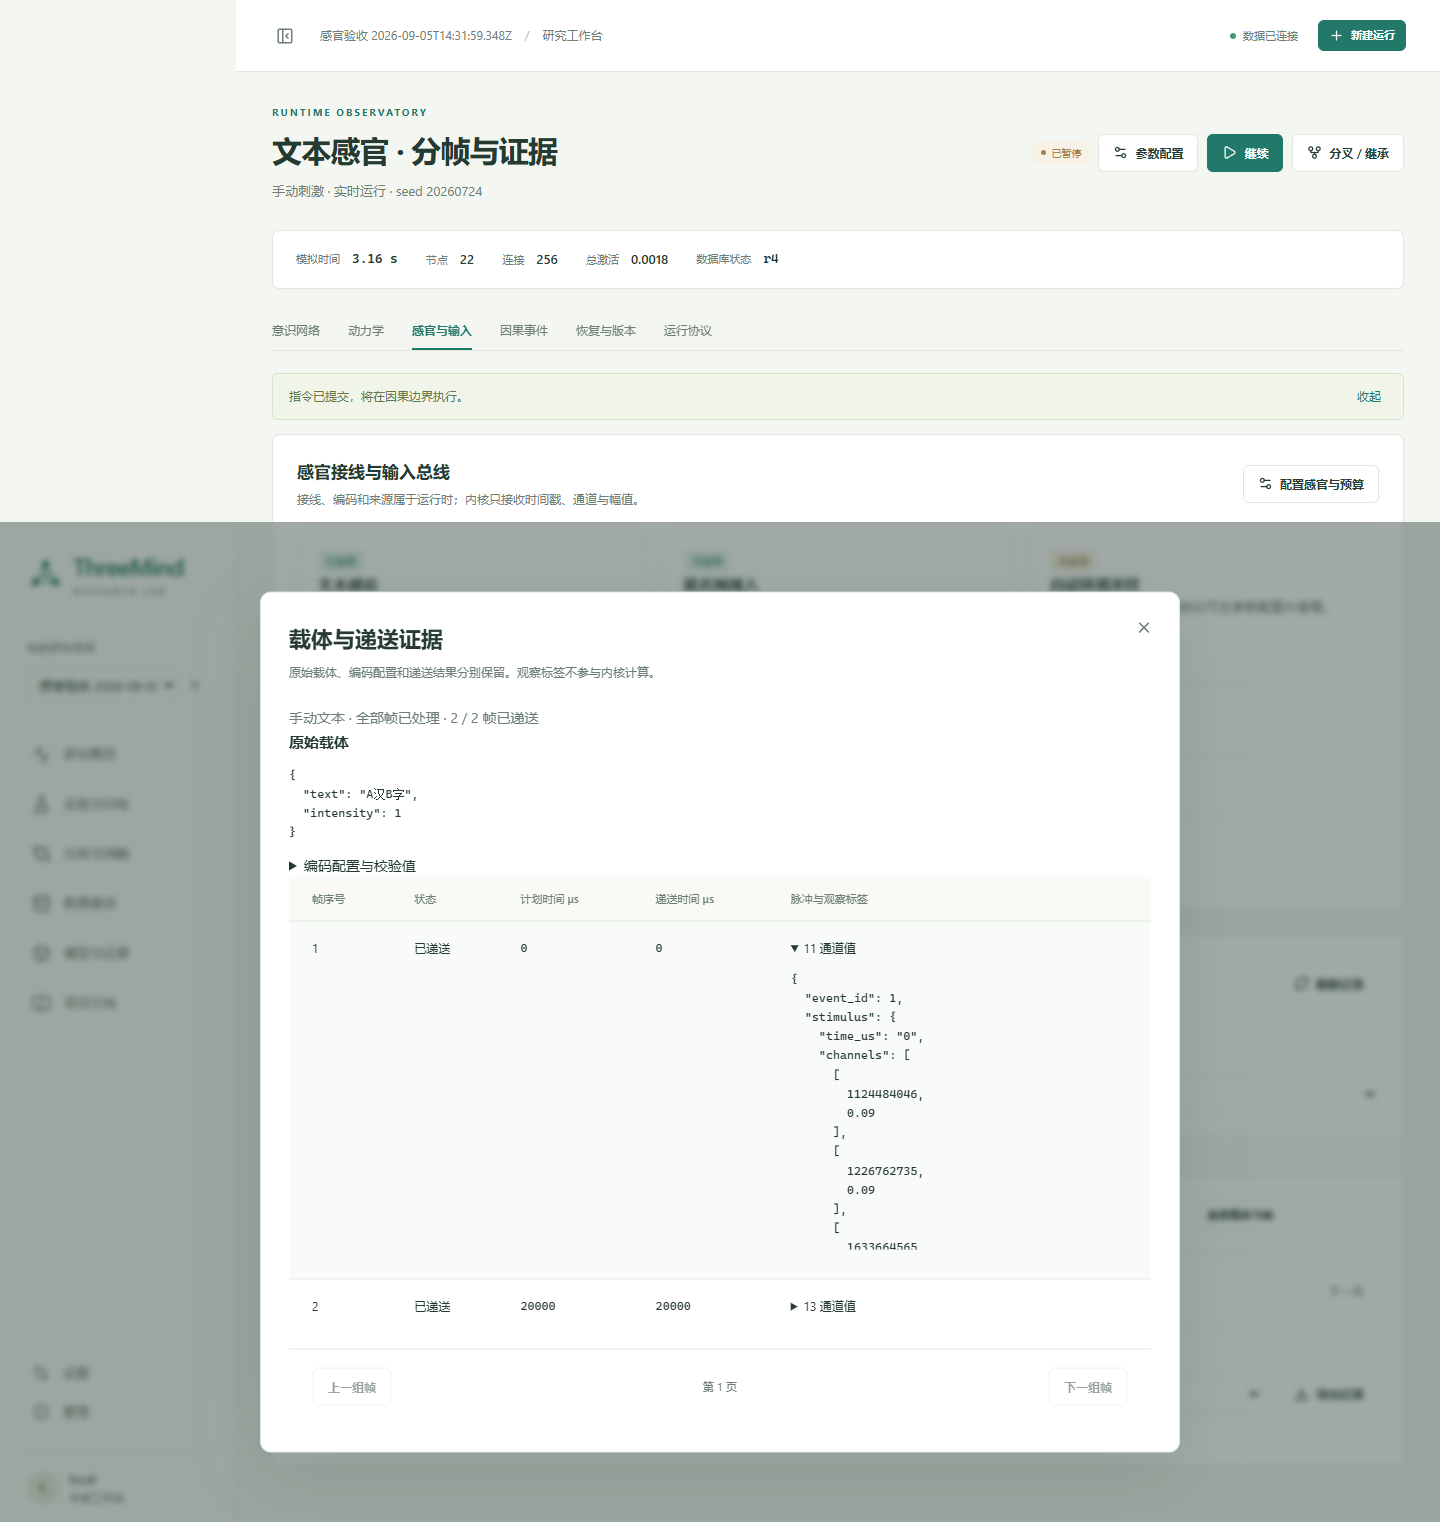 感官验收 2026-09-05T14:31:59.348Z / 研究工作台
数据已连接
新建运行
RUNTIME OBSERVATORY
文本感官 · 分帧与证据
已暂停
参数配置
继续
分叉 / 继承
手动刺激 · 实时运行 · seed 20260724
模拟时间 3.16 s 节点 22 连接 256 总激活 0.0018 数据库状态 r4
意识网络 动力学 感官与输入 因果事件 恢复与版本 运行协议
指令已提交，将在因果边界执行。
收起
感官接线与输入总线
接线、编码和来源属于运行时；内核只接收时间戳、通道与幅值。
配置感官与预算
ThreeMind
RESEARCH LAB
载体与递送证据
原始载体、编码配置和递送结果分别保留。观察标签不参与内核计算。
手动文本 · 全部帧已处理 · 2 / 2 帧已递送
原始载体
{
"text": "A汉B字",
"intensity": 1
}
编码配置与校验值
帧序号 状态 计划时间 μs 递送时间 μs 脉冲与观察标签
1 已递送 0 0 11 通道值
{
"event_id": 1,
"stimulus": {
"time_us": "0",
"channels": [
[
1124484046,
0.09
],
[
1226762735,
0.09
],
[
1633664565
2 已递送 20000 20000 13 通道值
上一组帧
第 1 页
下一组帧
local